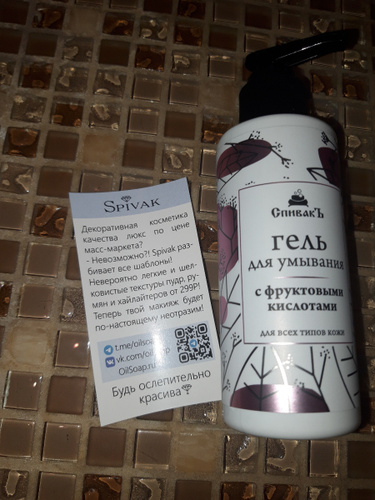 SPIVAK
Декоративная косметика
качества люкс по цене
масс-маркета?
- Невозможно?! Spivak раз-
бивает все шаблоны!
Невероятно легкие и шел-
ковистые текстуры пудр, ру-
мян и хайлайтеров от 299Р!
Теперь твой макияж будет
по-настоящему неотразим!
t.me/oilsoap
vk.com/oil
OilSoap.ru
Будь ослепительно
красива
СпивакЪ
гель
для умывания
с фруктовыми
кислотами
для всех типов кожи